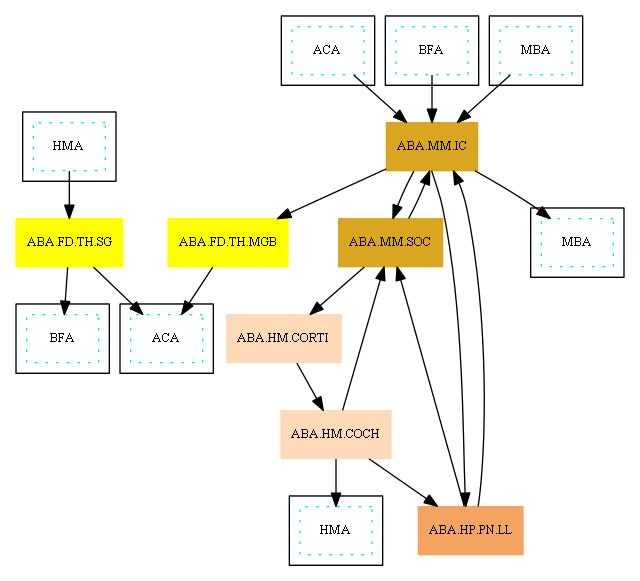 ACA
BFA
MBA
HMA
ABA.MM.IC
ABA.FD.TH.SG
ABA.FD.TH.MGB
ABA.MM.SOC
MBA
BFA
ACA
ABA.HM.CORTI
ABA.HM.COCH
HMA
ABA.HP.PN.LL